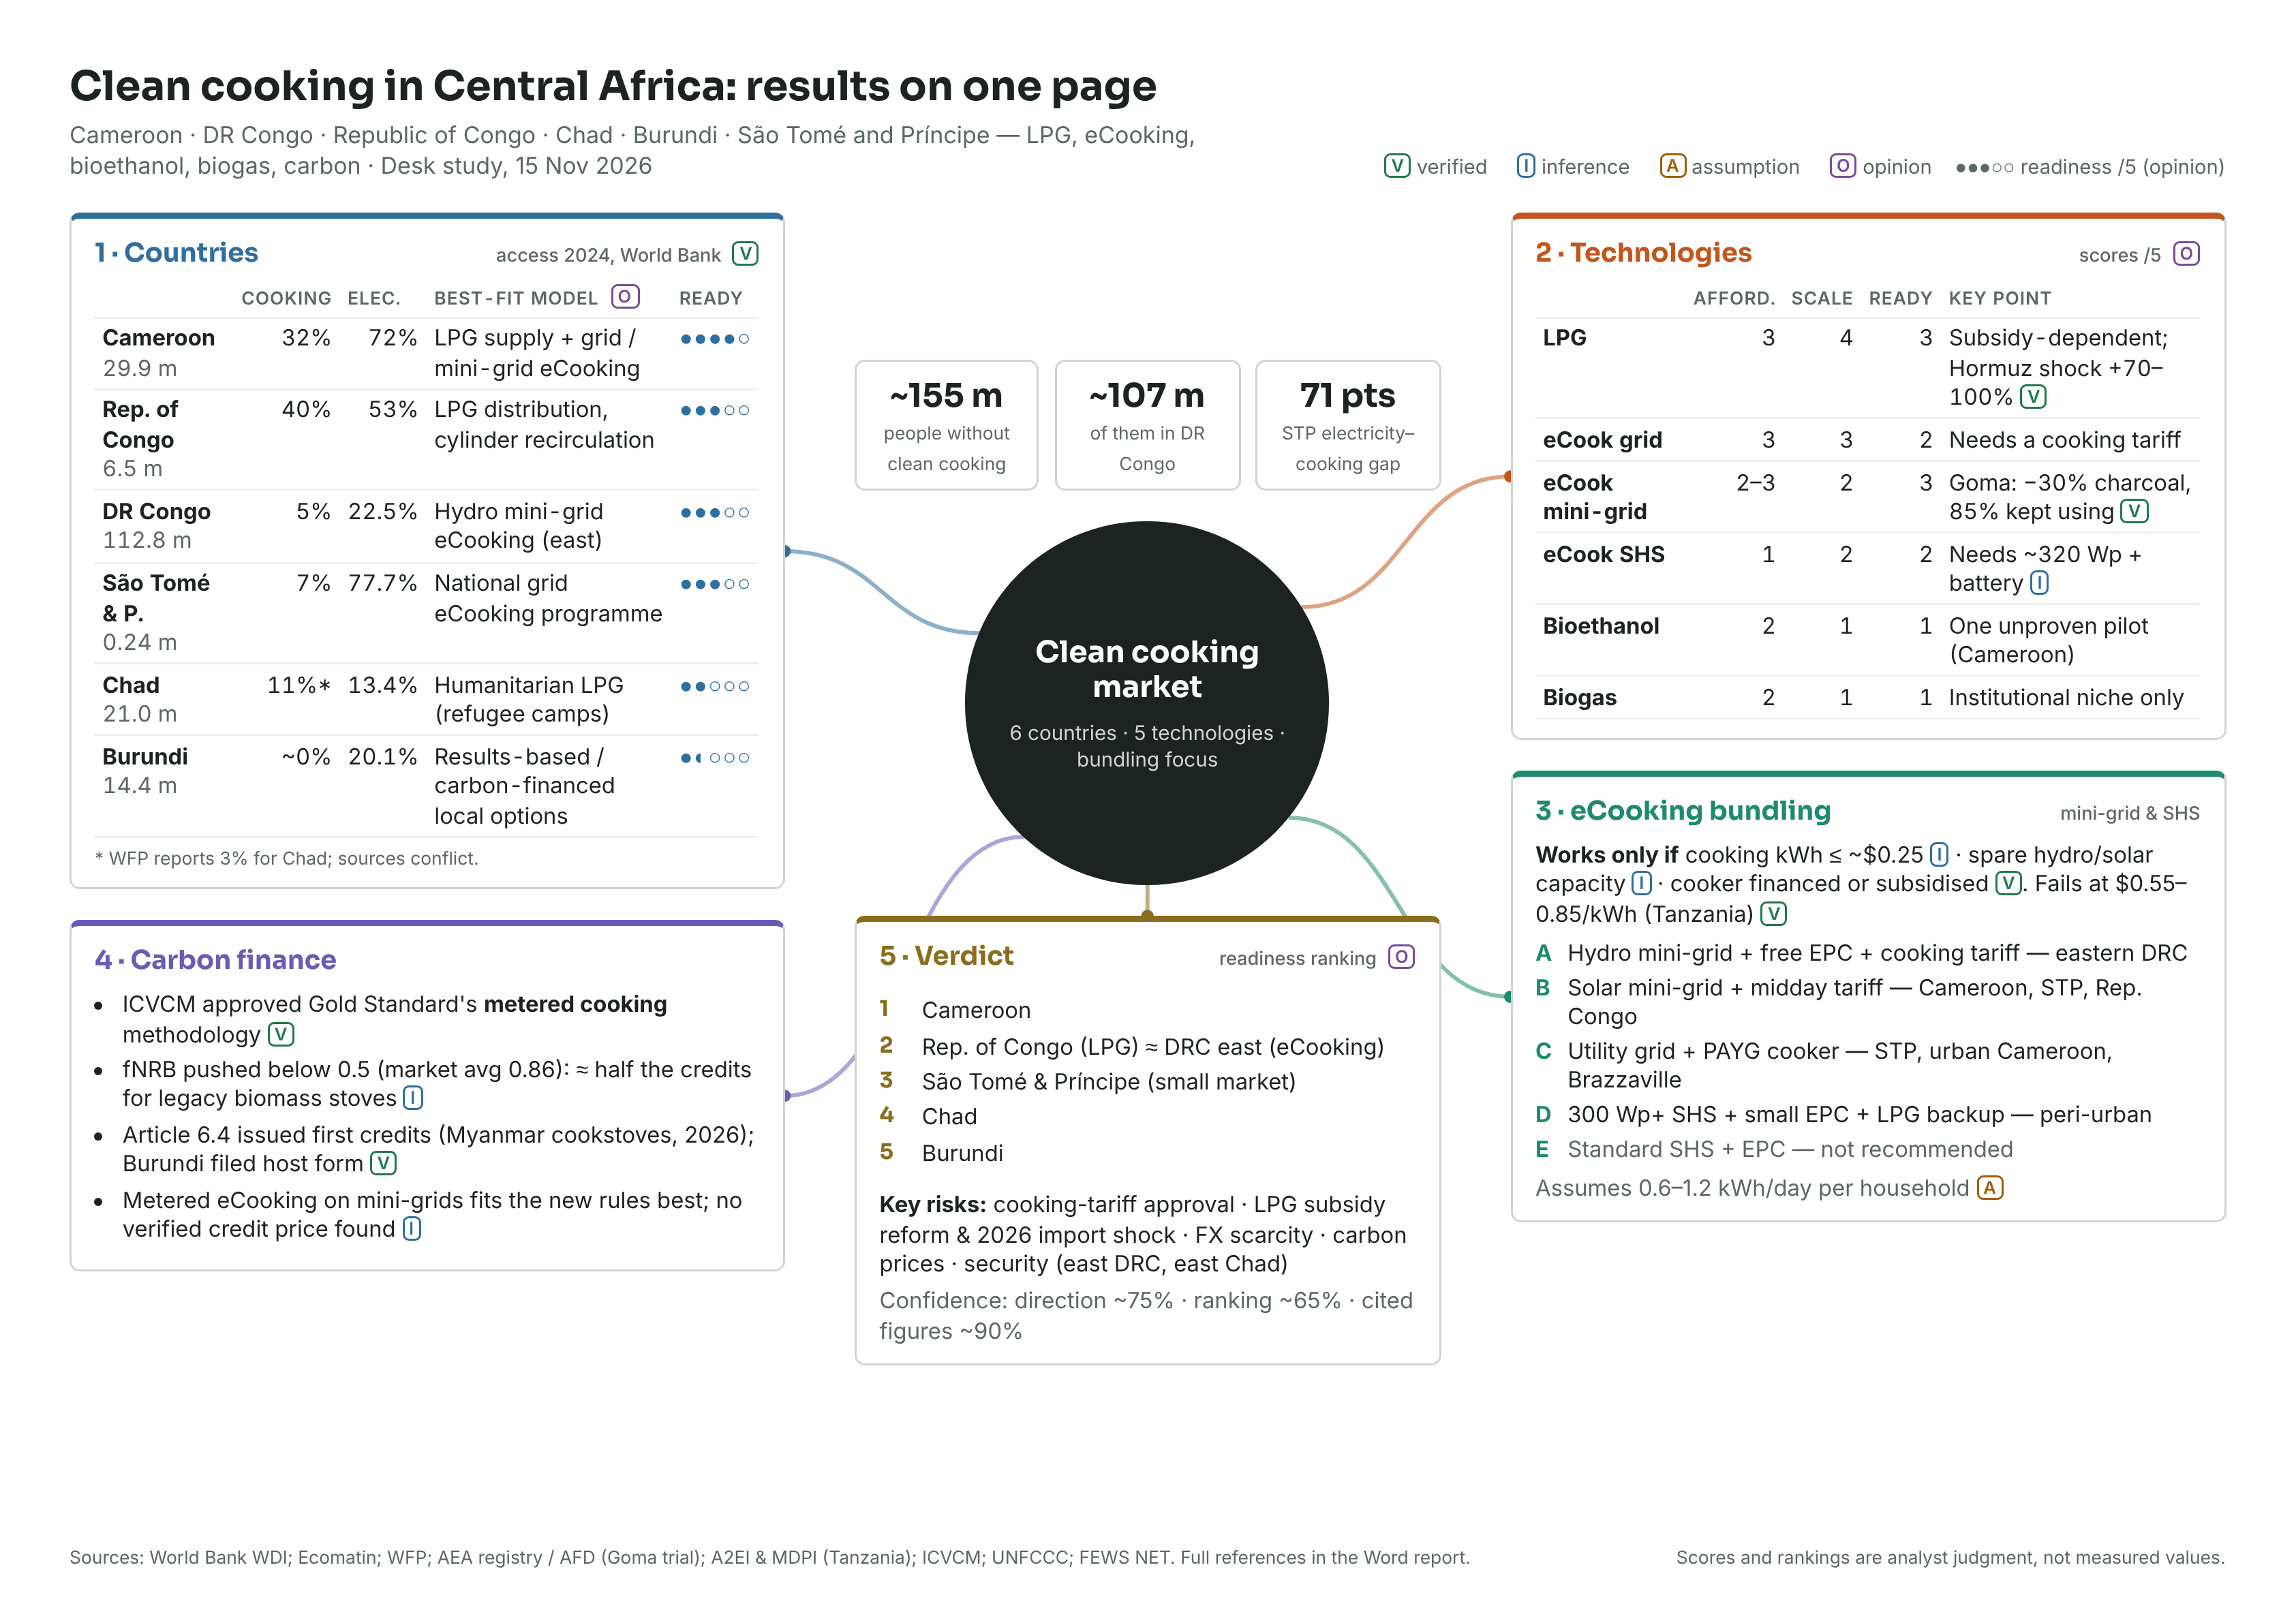 Clean cooking in Central Africa: results on one page
Cameroon · DR Congo · Republic of Congo · Chad · Burundi · São Tomé and Príncipe — LPG, eCooking,
bioethanol, biogas, carbon · Desk study, 15 Nov 2026
V verified I inference A assumption O opinion ●●●○○ readiness /5 (opinion)
1 · Countries access 2024, World Bank V
COOKING ELEC. BEST-FIT MODEL O READY
Cameroon 32% 72% LPG supply + grid / ●●●●○
29.9 m mini-grid eCooking
Rep. of 40% 53% LPG distribution, ●●●○○
Congo cylinder recirculation
6.5 m
DR Congo 5% 22.5% Hydro mini-grid ●●●○○
112.8 m eCooking (east)
São Tomé 7% 77.7% National grid ●●●○○
& P. eCooking programme
0.24 m
Chad 11%* 13.4% Humanitarian LPG ●●○○○
21.0 m (refugee camps)
Burundi ~0% 20.1% Results-based / ●◖○○○
14.4 m carbon-financed
local options
* WFP reports 3% for Chad; sources conflict.
~155 m
people without
clean cooking
~107 m
of them in DR
Congo
71 pts
STP electricity–
cooking gap
Clean cooking
market
6 countries · 5 technologies ·
bundling focus
2 · Technologies scores /5 O
AFFORD. SCALE READY KEY POINT
LPG 3 4 3 Subsidy-dependent;
Hormuz shock +70–
100% V
eCook grid 3 3 2 Needs a cooking tariff
eCook 2–3 2 3 Goma: −30% charcoal,
mini-grid 85% kept using V
eCook SHS 1 2 2 Needs ~320 Wp +
battery I
Bioethanol 2 1 1 One unproven pilot
(Cameroon)
Biogas 2 1 1 Institutional niche only
3 · eCooking bundling mini-grid & SHS
Works only if cooking kWh ≤ ~$0.25 I · spare hydro/solar
capacity I · cooker financed or subsidised V. Fails at $0.55–
0.85/kWh (Tanzania) V
A Hydro mini-grid + free EPC + cooking tariff — eastern DRC
B Solar mini-grid + midday tariff — Cameroon, STP, Rep.
Congo
C Utility grid + PAYG cooker — STP, urban Cameroon,
Brazzaville
D 300 Wp+ SHS + small EPC + LPG backup — peri-urban
E Standard SHS + EPC — not recommended
Assumes 0.6–1.2 kWh/day per household A
4 · Carbon finance
• ICVCM approved Gold Standard's metered cooking
methodology V
• fNRB pushed below 0.5 (market avg 0.86): ≈ half the credits
for legacy biomass stoves I
• Article 6.4 issued first credits (Myanmar cookstoves, 2026);
Burundi filed host form V
• Metered eCooking on mini-grids fits the new rules best; no
verified credit price found I
5 · Verdict readiness ranking O
1 Cameroon
2 Rep. of Congo (LPG) ≈ DRC east (eCooking)
3 São Tomé & Príncipe (small market)
4 Chad
5 Burundi
Key risks: cooking-tariff approval · LPG subsidy
reform & 2026 import shock · FX scarcity · carbon
prices · security (east DRC, east Chad)
Confidence: direction ~75% · ranking ~65% · cited
figures ~90%
Sources: World Bank WDI; Ecomatin; WFP; AEA registry / AFD (Goma trial); A2EI & MDPI (Tanzania); ICVCM; UNFCCC; FEWS NET. Full references in the Word report.
Scores and rankings are analyst judgment, not measured values.